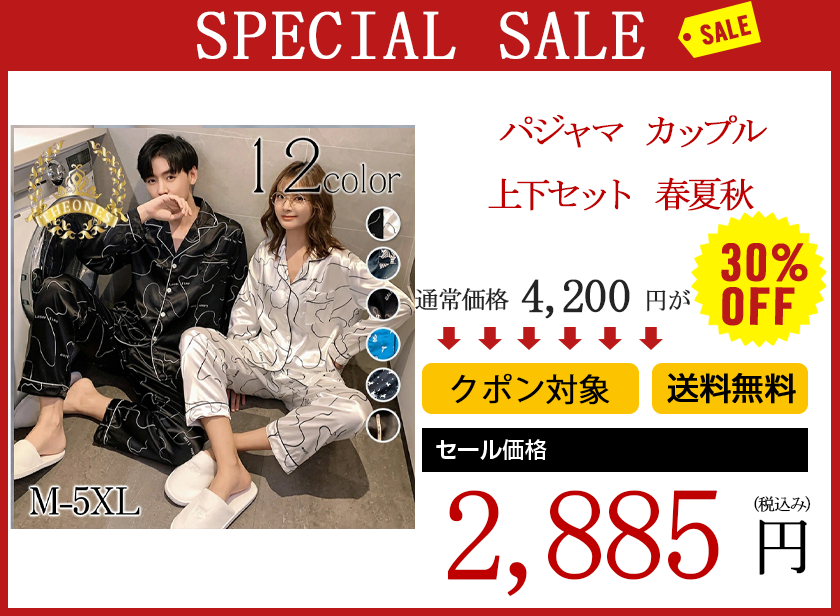 SPECIAL SALE
SALE
パジャマ カップル
上下セット 春夏秋
12color
THEONES
30%
OFF
通常価格 4,200 円が
クポン対象
送料無料
セール価格
M-5XL
2,885
(税込み)
円